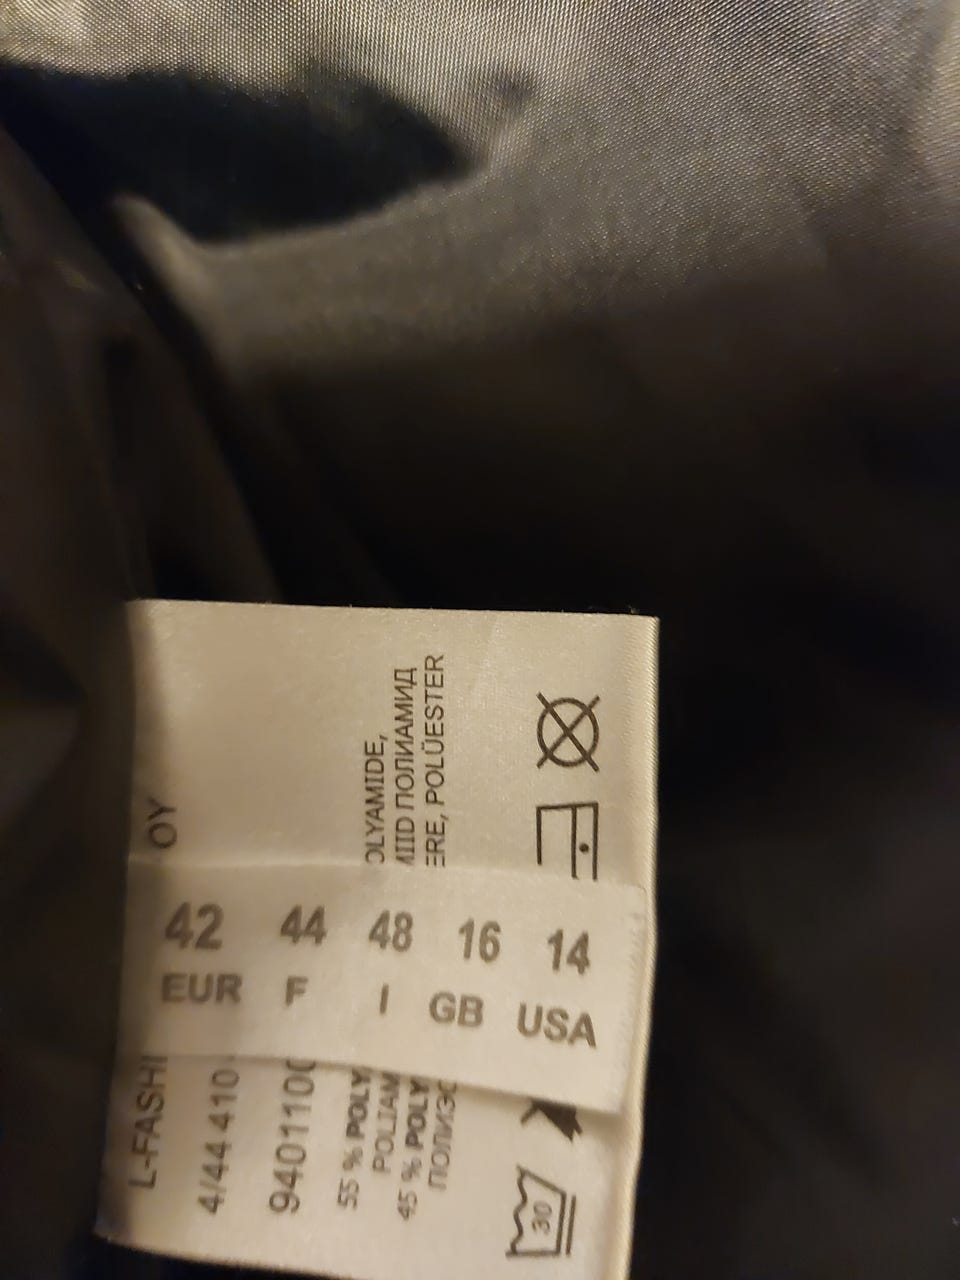 42 44 48 16 14
EUR F I GB USA
L-FASHI OY
4/44 410
9401100
55 % POLY OLYAMIDE,
POLIAM MIID ПОЛИАМИД
45 % POLY ERE, POLÜESTER
ПОЛИЭС
30